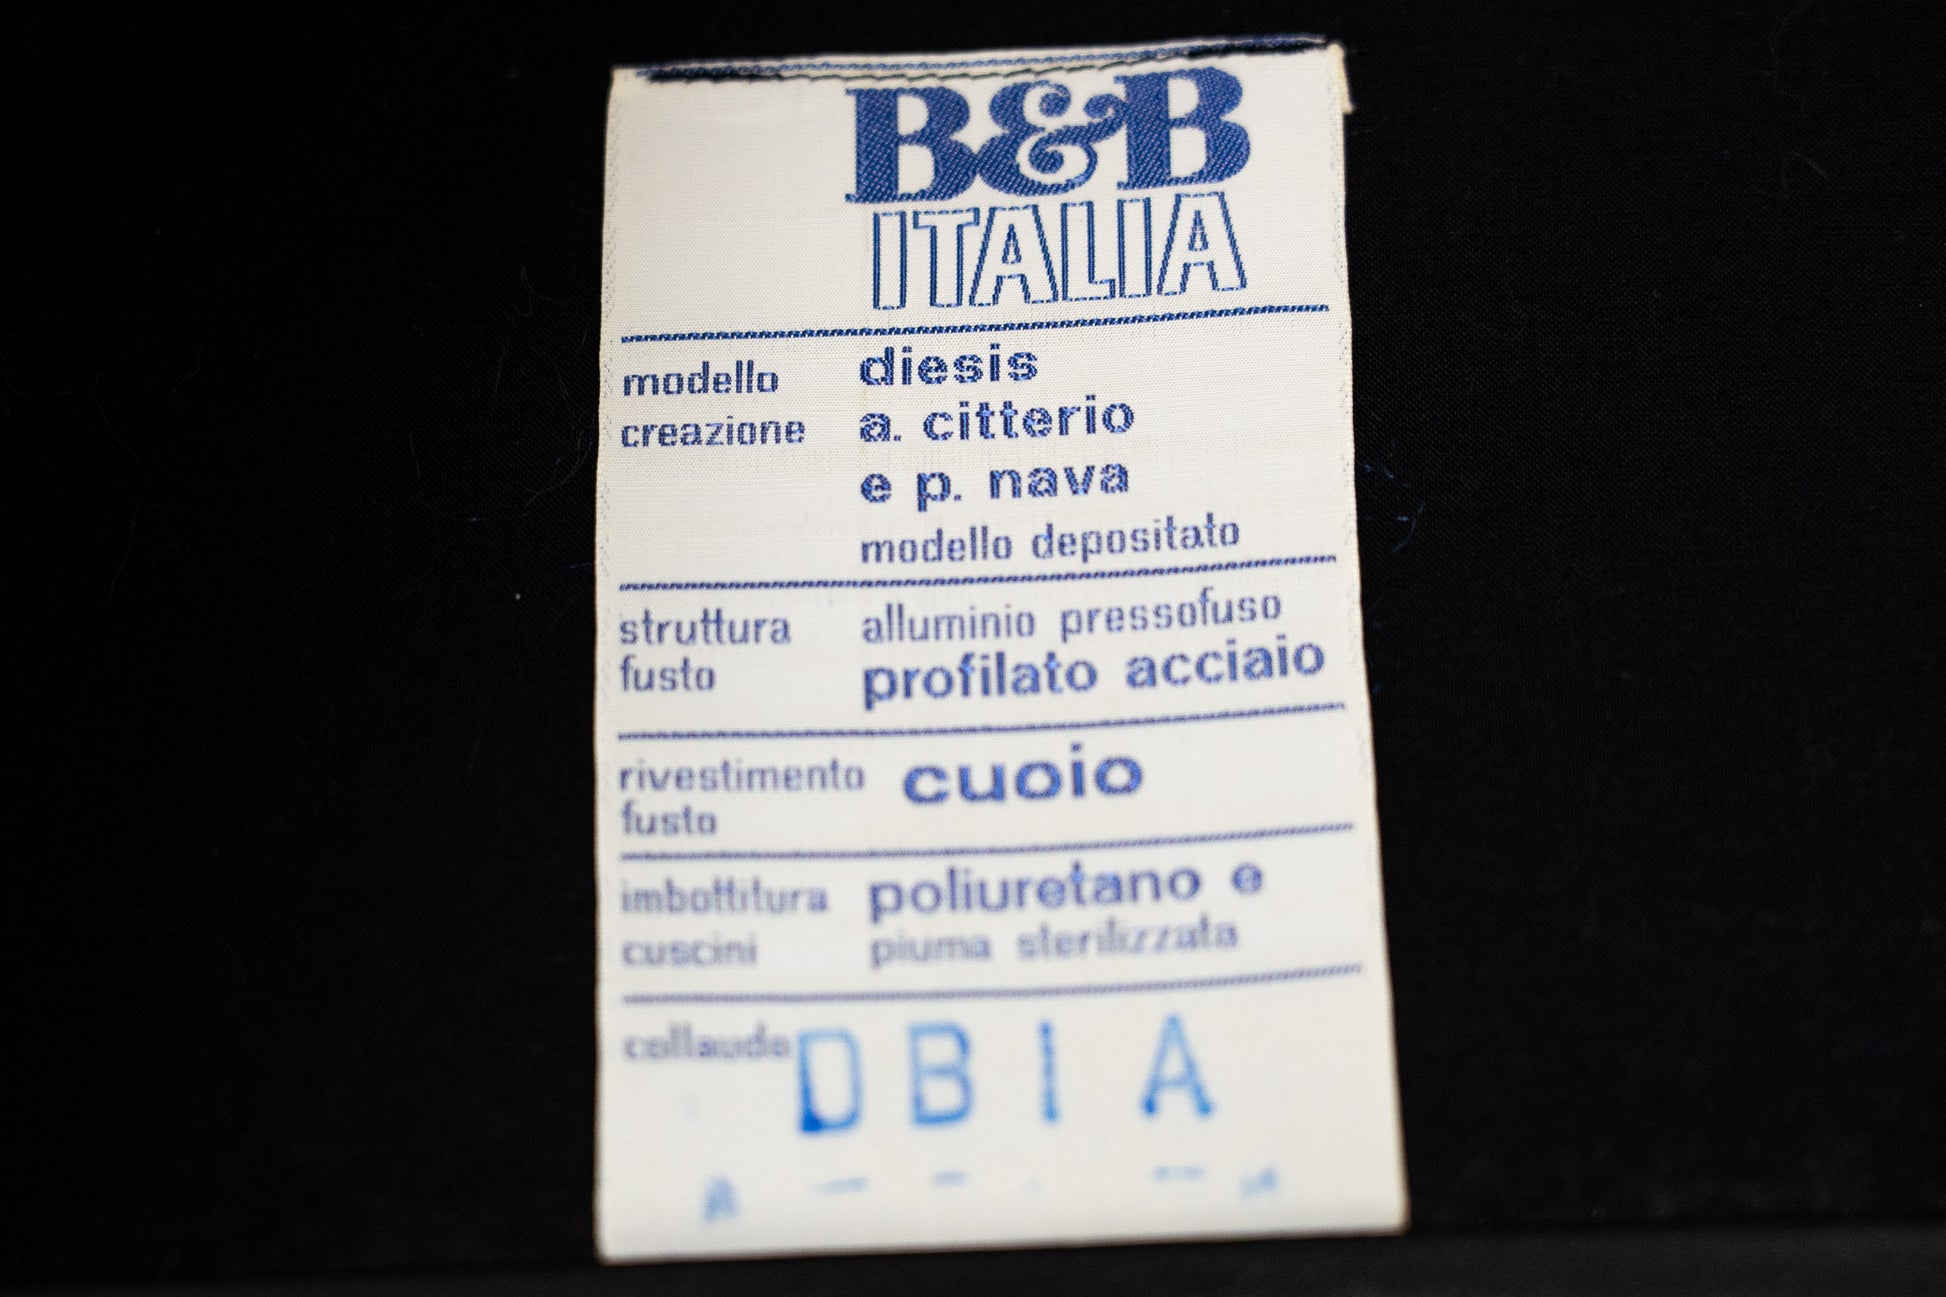 B&B
ITALIA
modello diesis
creazione a. citterio
e p. nava
modello depositato
struttura alluminio pressofuso
fusto profilato acciaio
rivestimento cuoio
fusto
imbottitura poliuretano e
cuscini piuma sterilizzata
collaudo D B I A